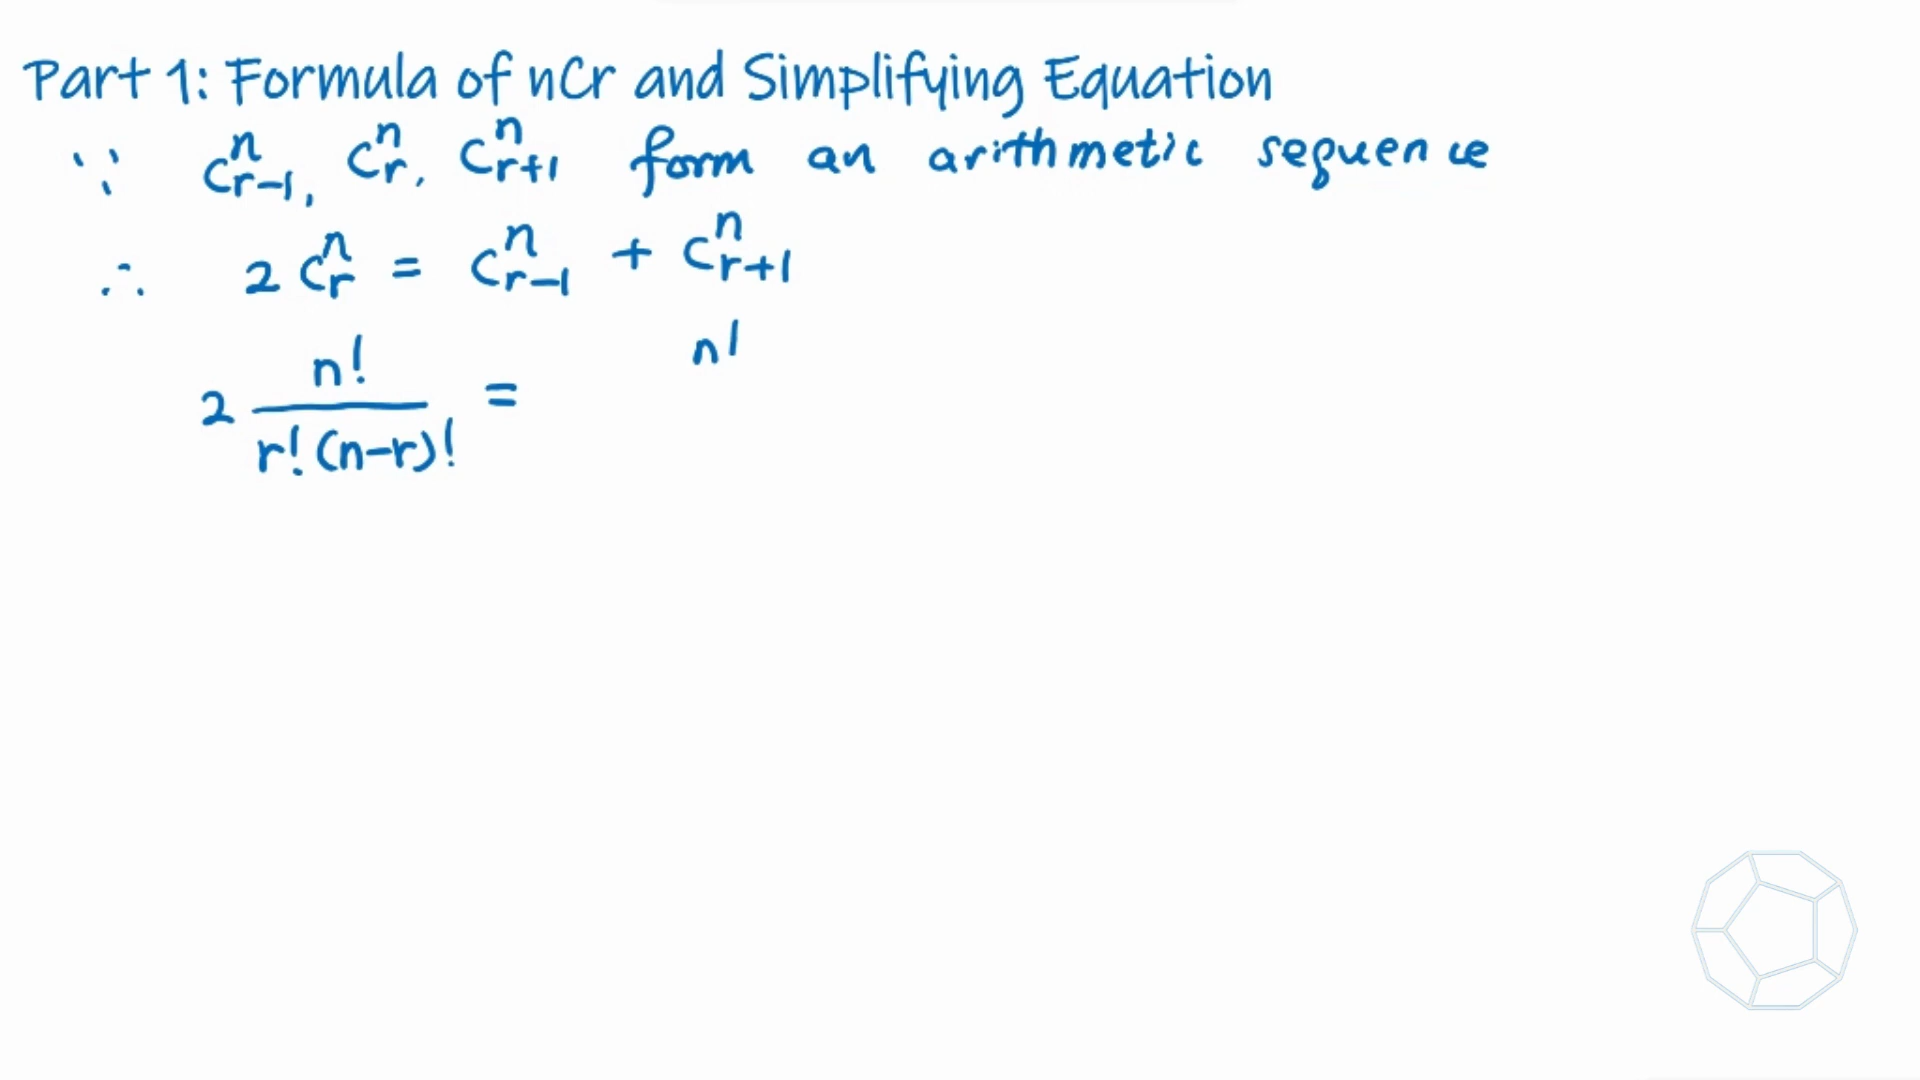 Part 1: Formula of nCr and Simplifying Equation
∵ C^n_{r-1}, C^n_r, C^n_{r+1} form an arithmetic sequence
∴ 2 C^n_r = C^n_{r-1} + C^n_{r+1}
2 n!/(r!(n-r)!) = n!